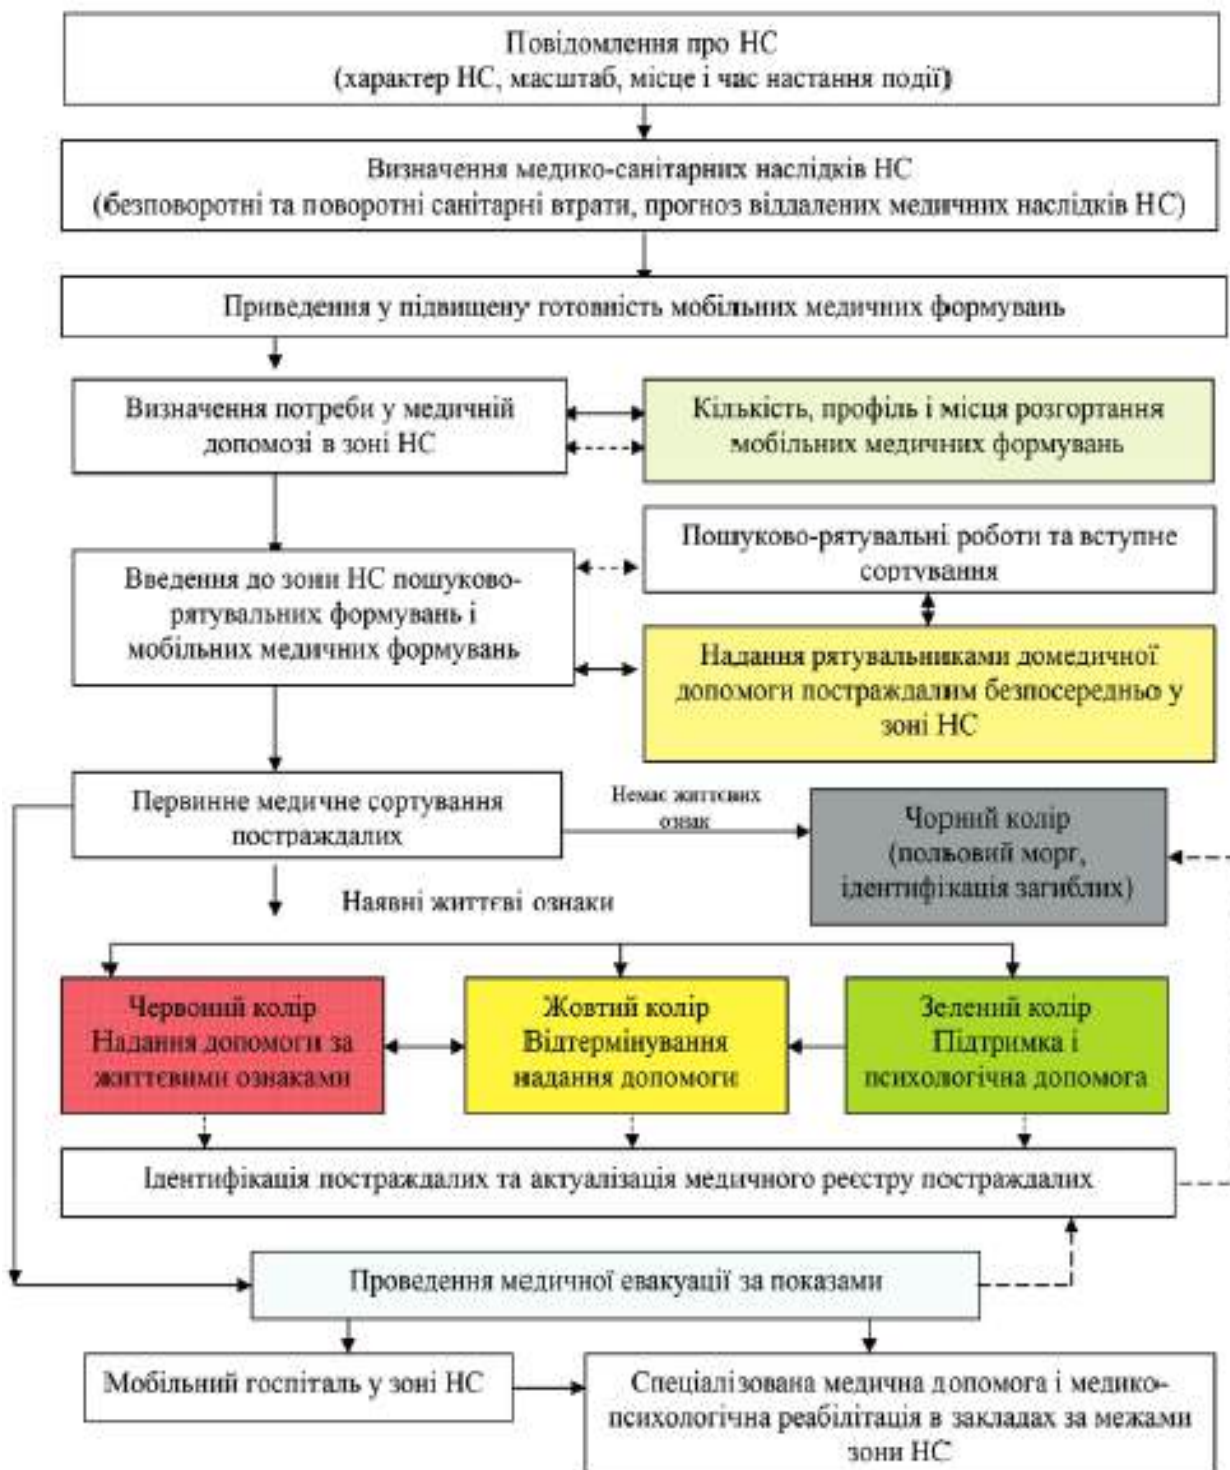 Повідомлення про НС
(характер НС, масштаб, місце і час настання події)
Визначення медико-санітарних наслідків НС
(безповоротні та поворотні санітарні втрати, прогноз віддалених медичних наслідків НС)
Приведення у підвищену готовність мобільних медичних формувань
Визначення потреби у медичній
допомозі в зоні НС
Кількість, профіль і місця розгортання
мобільних медичних формувань
Пошуково-рятувальні роботи та вступне
сортування
Введення до зони НС пошуково-
рятувальних формувань і
мобільних медичних формувань
Надання рятувальниками домедичної
допомоги постраждалим безпосередньо у
зоні НС
Первинне медичне сортування
постраждалих
Немає життєвих
ознак
Чорний колір
(польовий морг,
ідентифікація загиблих)
Наявні життєві ознаки
Червоний колір
Надання допомоги за
життєвими ознаками
Жовтий колір
Відтермінування
надання допомоги
Зелений колір
Підтримка і
психологічна допомога
Ідентифікація постраждалих та актуалізація медичного реєстру постраждалих
Проведення медичної евакуації за показами
Мобільний госпіталь у зоні НС
Спеціалізована медична допомога і медико-
психологічна реабілітація в закладах за межами
зони НС